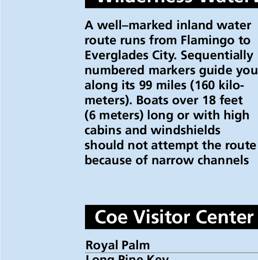 Wilderness Water
A well–marked inland water
route runs from Flamingo to
Everglades City. Sequentially
numbered markers guide you
along its 99 miles (160 kilo-
meters). Boats over 18 feet
(6 meters) long or with high
cabins and windshields
should not attempt the route
because of narrow channels
Coe Visitor Center
Royal Palm
Long Pine Key